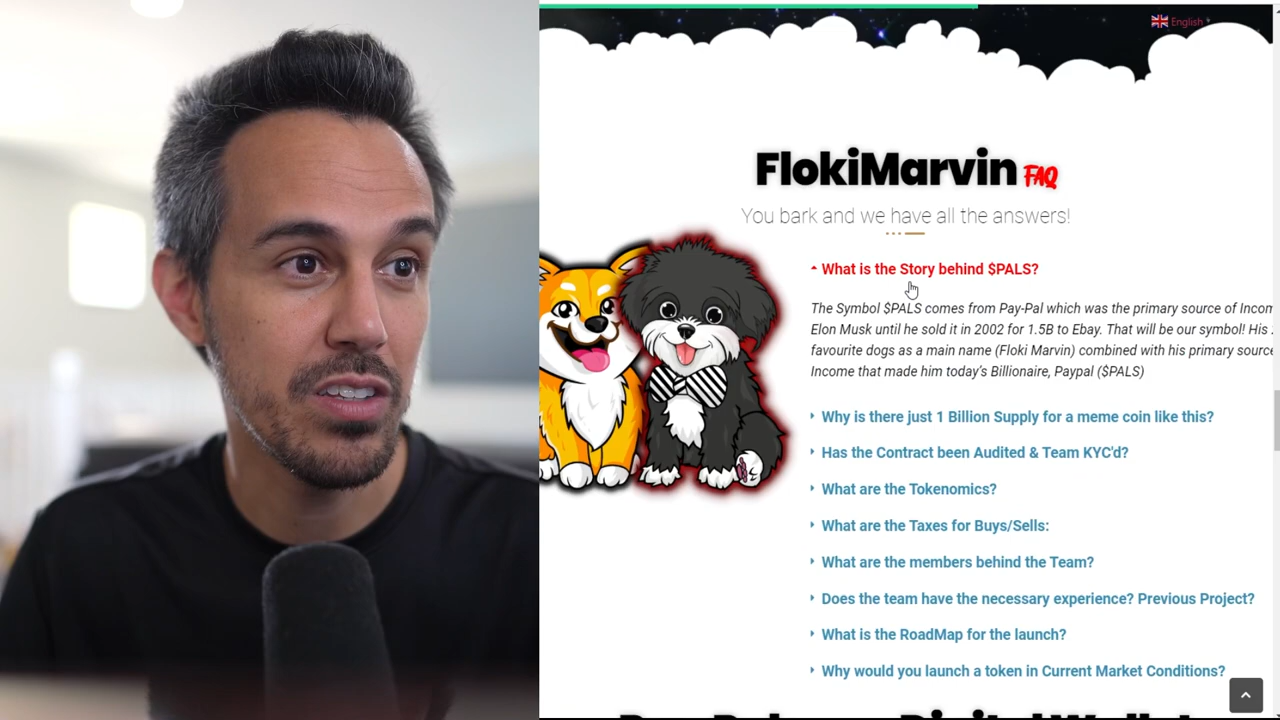 English
FlokiMarvin FAQ
You bark and we have all the answers!
What is the Story behind $PALS?
The Symbol $PALS comes from Pay-Pal which was the primary source of Incom
Elon Musk until he sold it in 2002 for 1.5B to Ebay. That will be our symbol! His
favourite dogs as a main name (Floki Marvin) combined with his primary source
Income that made him today's Billionaire, Paypal ($PALS)
Why is there just 1 Billion Supply for a meme coin like this?
Has the Contract been Audited & Team KYC'd?
What are the Tokenomics?
What are the Taxes for Buys/Sells:
What are the members behind the Team?
Does the team have the necessary experience? Previous Project?
What is the RoadMap for the launch?
Why would you launch a token in Current Market Conditions?